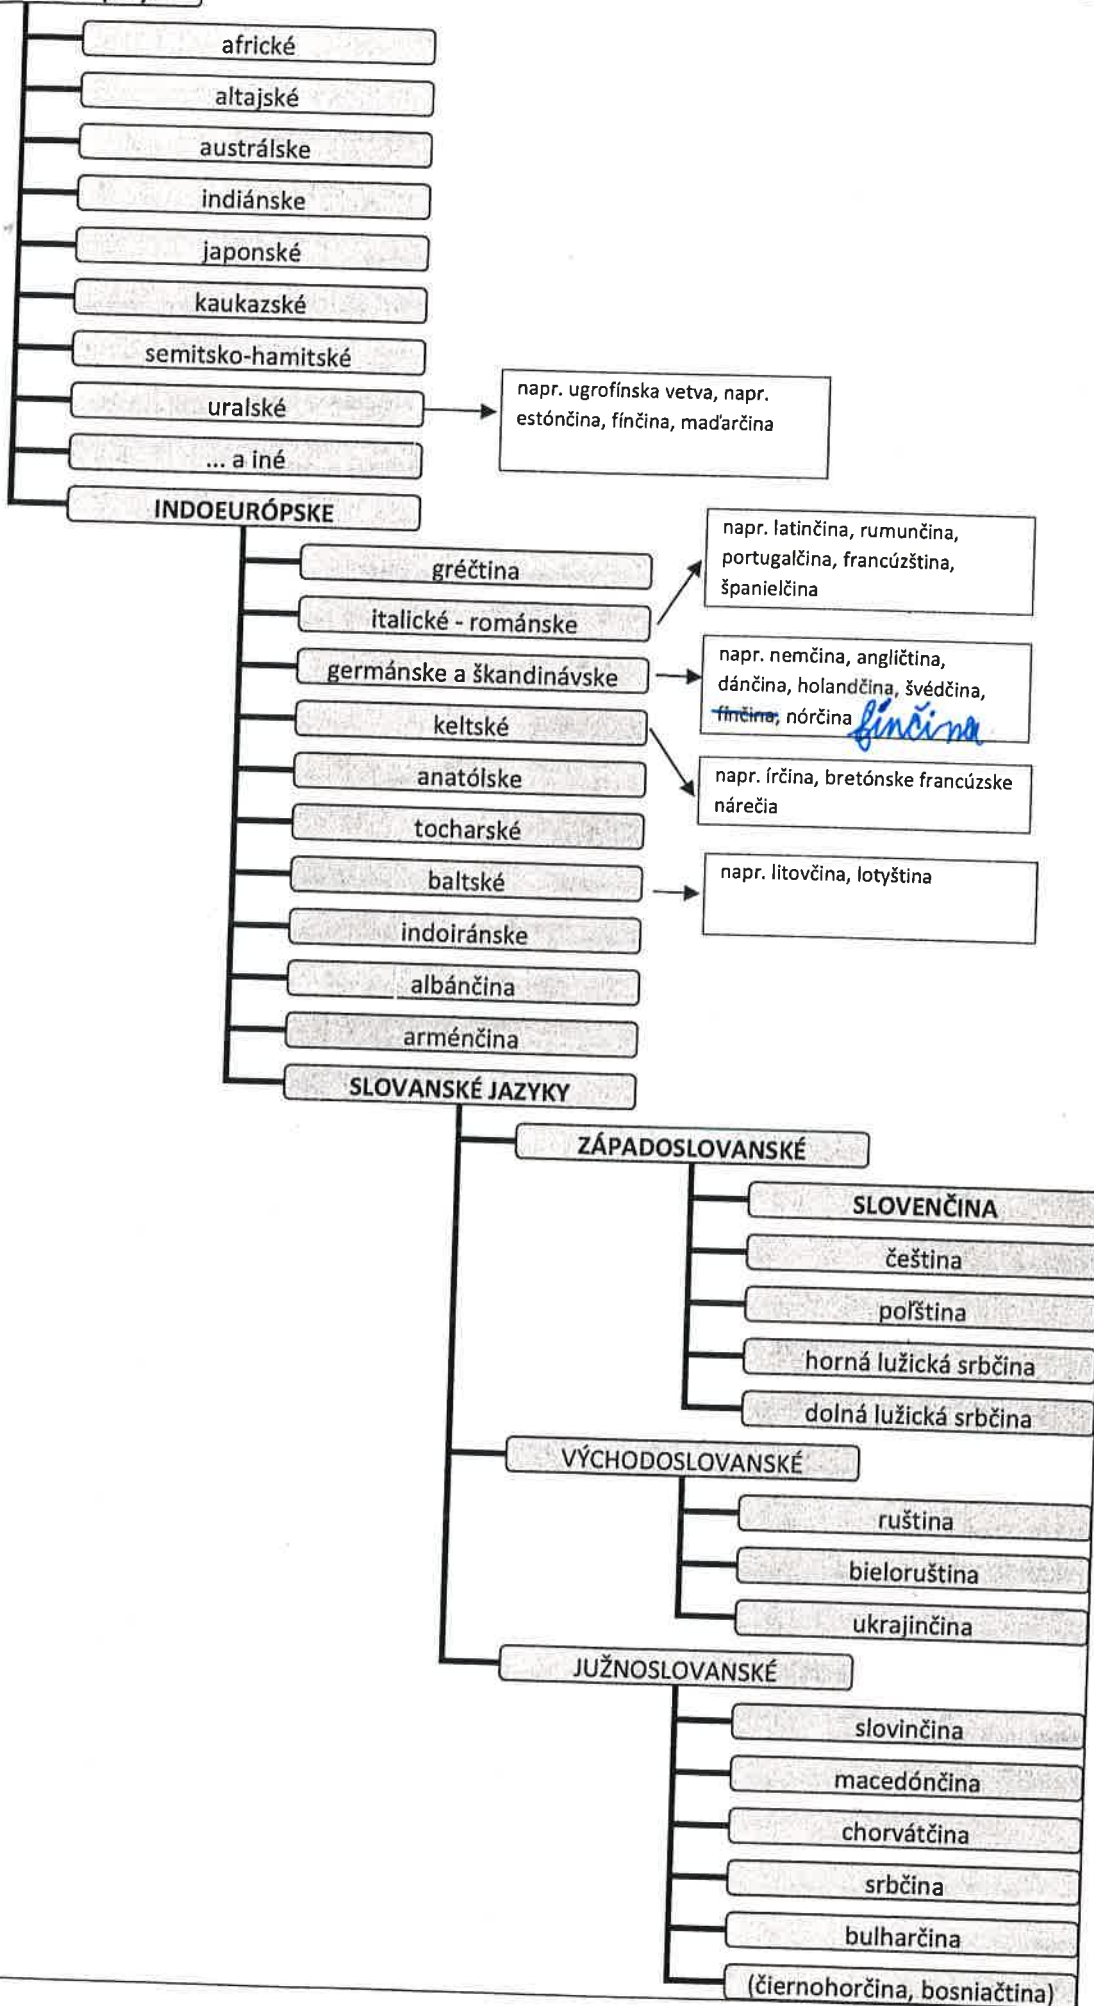 africké
altajské
austrálske
indiánske
japonské
kaukazské
semitsko-hamitské
uralské
napr. ugrofínska vetva, napr.
estónčina, fínčina, maďarčina
... a iné
INDOEURÓPSKE
gréčtina
italické - románske
napr. latinčina, rumunčina,
portugalčina, francúzština,
španielčina
germánske a škandinávske
napr. nemčina, angličtina,
dánčina, holandčina, švédčina,
fínčina, nórčina fínčina
keltské
napr. írčina, bretónske francúzske
nárečia
anatólske
tocharské
baltské
napr. litovčina, lotyština
indoiránske
albánčina
arménčina
SLOVANSKÉ JAZYKY
ZÁPADOSLOVANSKÉ
SLOVENČINA
čeština
poľština
horná lužická srbčina
dolná lužická srbčina
VÝCHODOSLOVANSKÉ
ruština
bieloruština
ukrajinčina
JUŽNOSLOVANSKÉ
slovinčina
macedónčina
chorvátčina
srbčina
bulharčina
(čiernohorčina, bosniačtina)